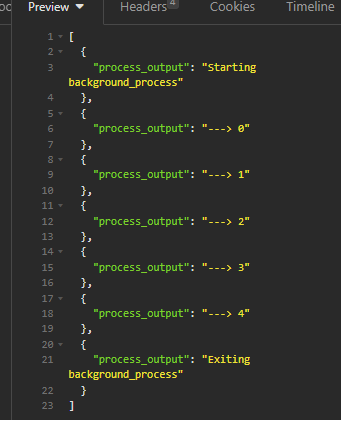 Preview ▼ Headers 4 Cookies Timeline
1 [
2 {
3 "process_output": "Starting
background_process"
4 },
5 {
6 "process_output": "---> 0"
7 },
8 {
9 "process_output": "---> 1"
10 },
11 {
12 "process_output": "---> 2"
13 },
14 {
15 "process_output": "---> 3"
16 },
17 {
18 "process_output": "---> 4"
19 },
20 {
21 "process_output": "Exiting
background_process"
22 }
23 ]